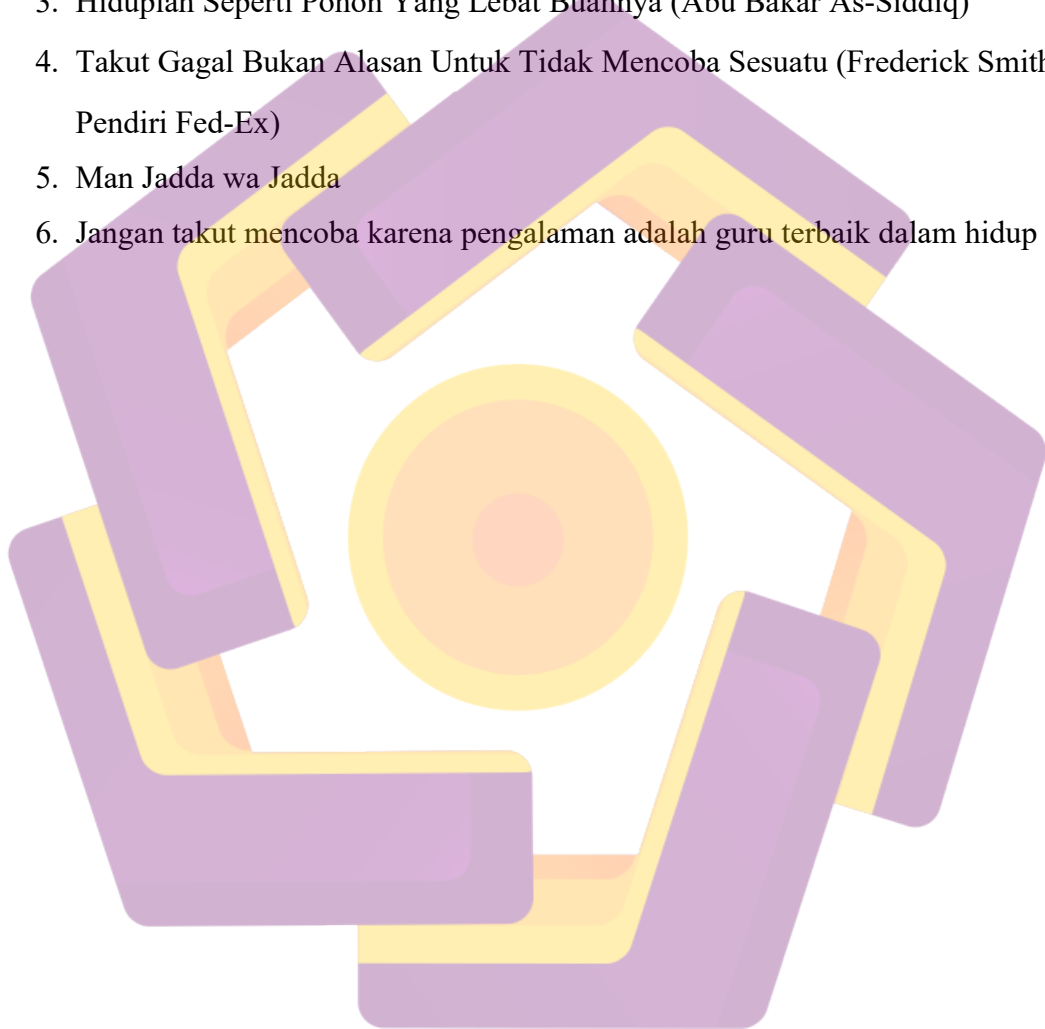 3. Hiduplah Seperti Pohon Yang Lebat Buahnya (Abu Bakar As-Siddiq)
4. Takut Gagal Bukan Alasan Untuk Tidak Mencoba Sesuatu (Frederick Smith
Pendiri Fed-Ex)
5. Man Jadda wa Jadda
6. Jangan takut mencoba karena pengalaman adalah guru terbaik dalam hidup